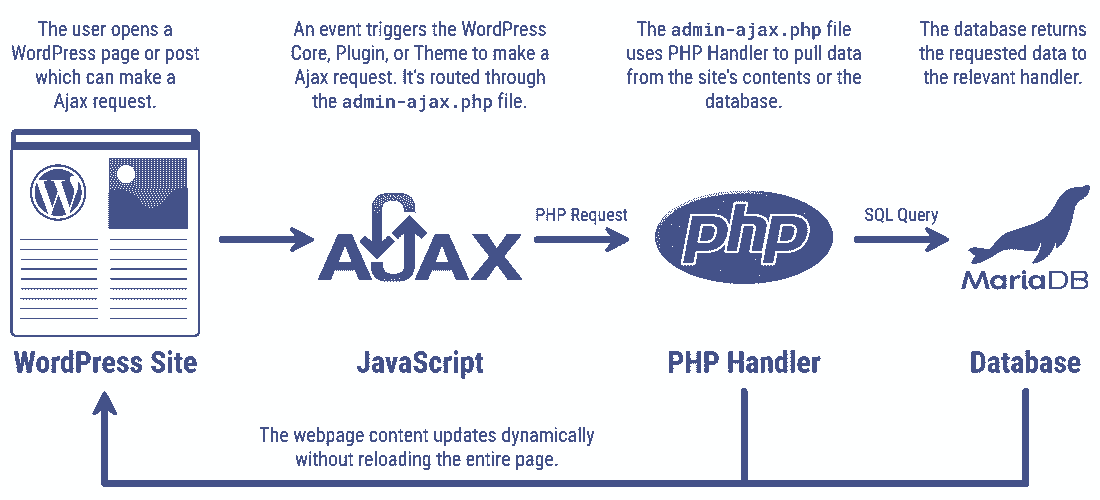 The user opens a
WordPress page or post
which can make a
Ajax request.
An event triggers the WordPress
Core, Plugin, or Theme to make a
Ajax request. It's routed through
the admin-ajax.php file.
The admin-ajax.php file
uses PHP Handler to pull data
from the site's contents or the
database.
The database returns
the requested data to
the relevant handler.
W
AJAX
PHP Request
php
SQL Query
MariaDB
WordPress Site
JavaScript
PHP Handler
Database
The webpage content updates dynamically
without reloading the entire page.